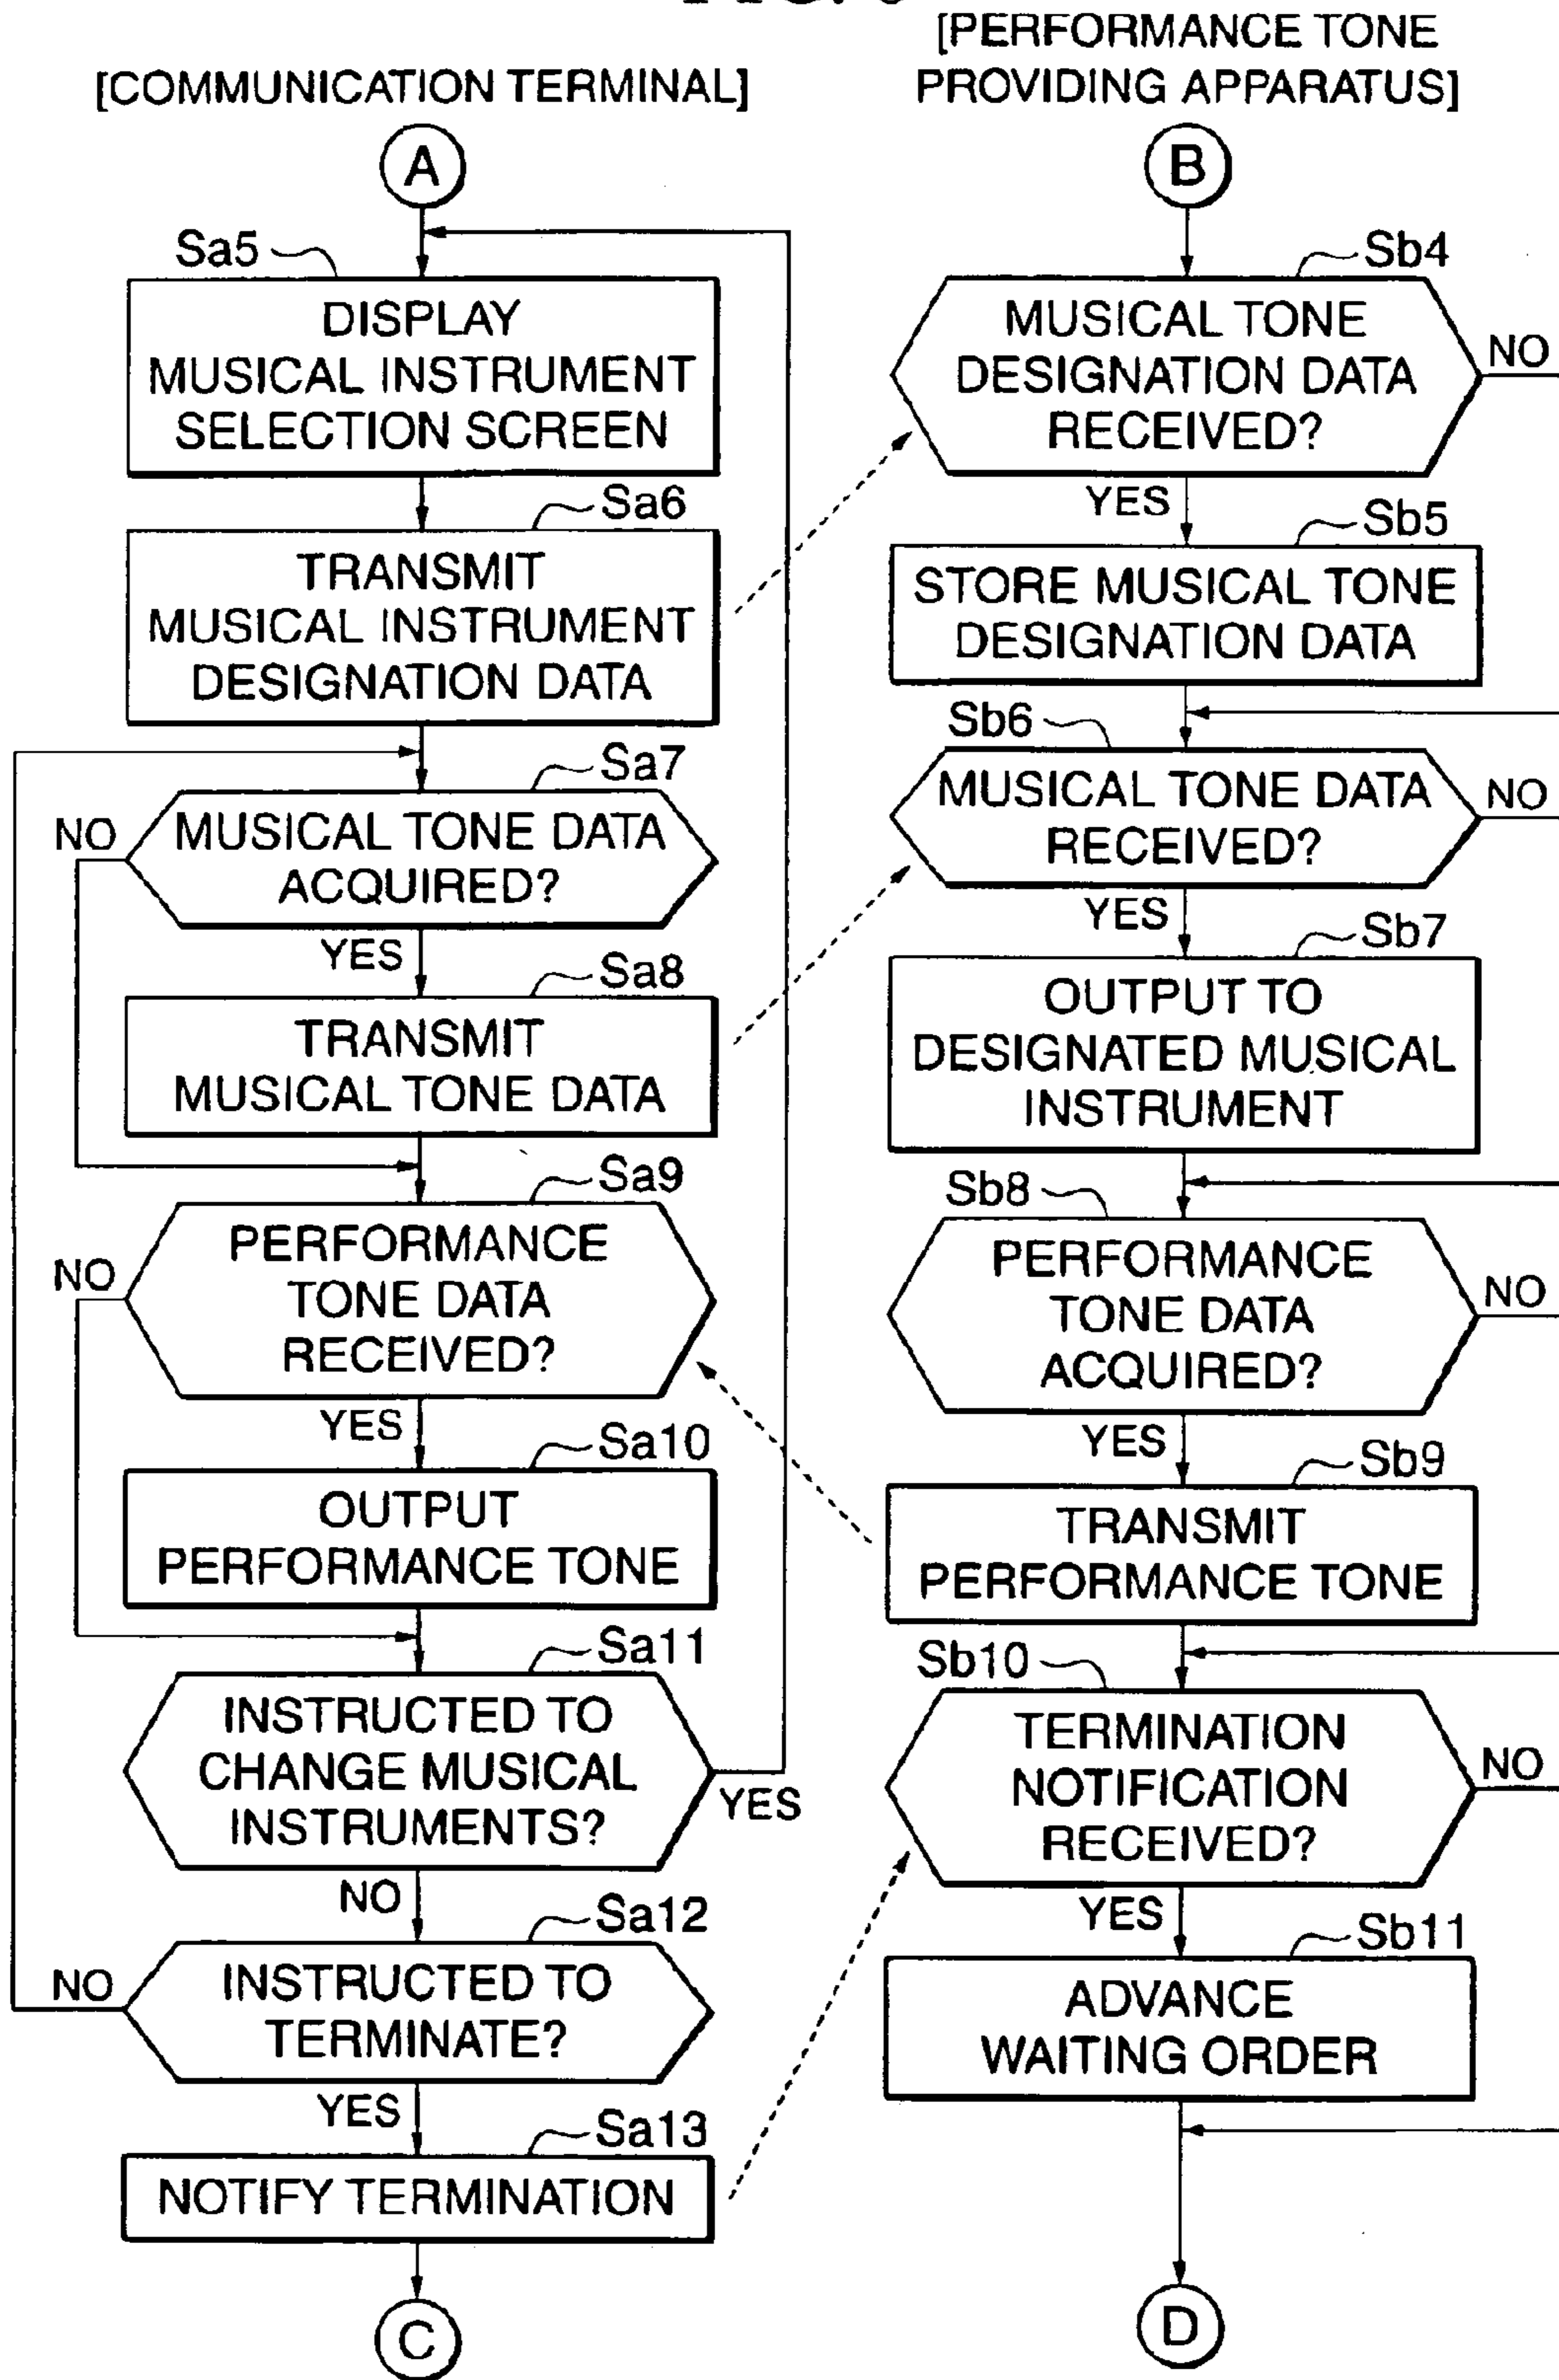 [COMMUNICATION TERMINAL]
A
Sa5
DISPLAY
MUSICAL INSTRUMENT
SELECTION SCREEN
Sa6
TRANSMIT
MUSICAL INSTRUMENT
DESIGNATION DATA
Sa7
NO
MUSICAL TONE DATA
ACQUIRED?
YES
Sa8
TRANSMIT
MUSICAL TONE DATA
Sa9
NO
PERFORMANCE
TONE DATA
RECEIVED?
YES
Sa10
OUTPUT
PERFORMANCE TONE
Sa11
INSTRUCTED TO
CHANGE MUSICAL
INSTRUMENTS?
YES
NO
Sa12
NO
INSTRUCTED TO
TERMINATE?
YES
Sa13
NOTIFY TERMINATION
C
[PERFORMANCE TONE
PROVIDING APPARATUS]
B
Sb4
MUSICAL TONE
DESIGNATION DATA
RECEIVED?
NO
YES
Sb5
STORE MUSICAL TONE
DESIGNATION DATA
Sb6
MUSICAL TONE DATA
RECEIVED?
NO
YES
Sb7
OUTPUT TO
DESIGNATED MUSICAL
INSTRUMENT
Sb8
PERFORMANCE
TONE DATA
ACQUIRED?
NO
YES
Sb9
TRANSMIT
PERFORMANCE TONE
Sb10
TERMINATION
NOTIFICATION
RECEIVED?
NO
YES
Sb11
ADVANCE
WAITING ORDER
D